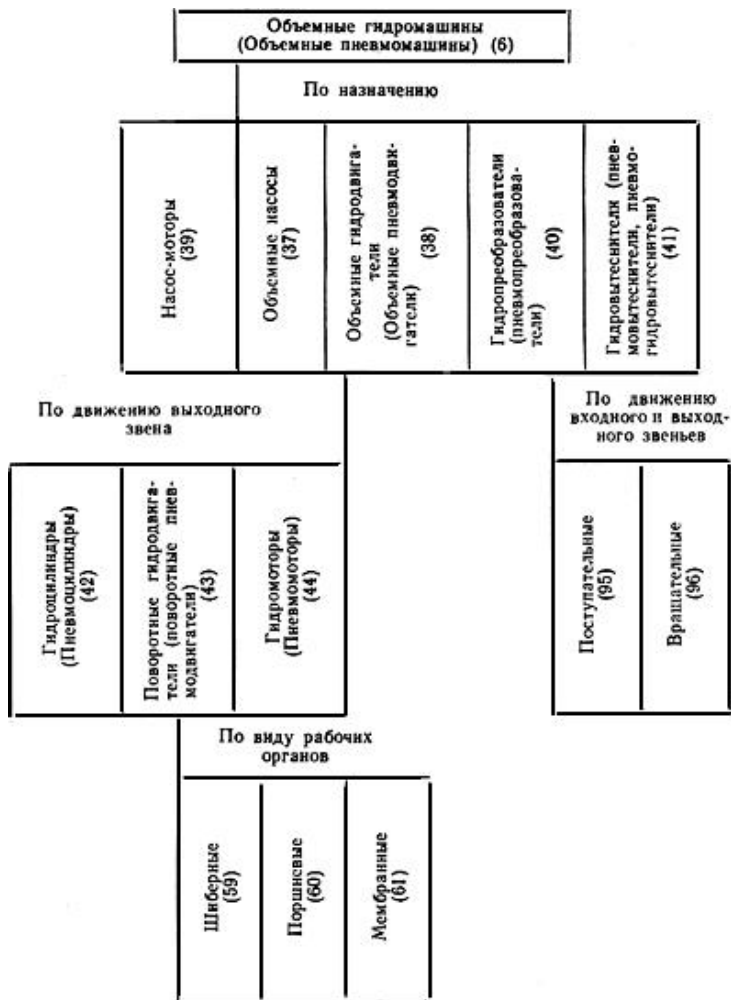 Объемные гидромашины
(Объемные пневмомашины) (6)
По назначению
Насос-моторы
(39)
Объемные насосы
(37)
Объемные гидродвига-
тели
(Объемные пневмодви-
гатели)
(38)
Гидропреобразователи
(пневмопреобразова-
тели)
(40)
Гидровытеснители (пнев-
мовытеснители, пневмо-
гидровытеснители)
(41)
По движению выходного
звена
По движению
входного и выход-
ного звеньев
Гидроцилиндры
(Пневмоцилиндры)
(42)
Поворотные гидродвига-
тели (поворотные пнев-
модвигатели)
(43)
Гидромоторы
(Пневмомоторы)
(44)
Поступательные
(95)
Вращательные
(96)
По виду рабочих
органов
Шиберные
(59)
Поршневые
(60)
Мембранные
(61)